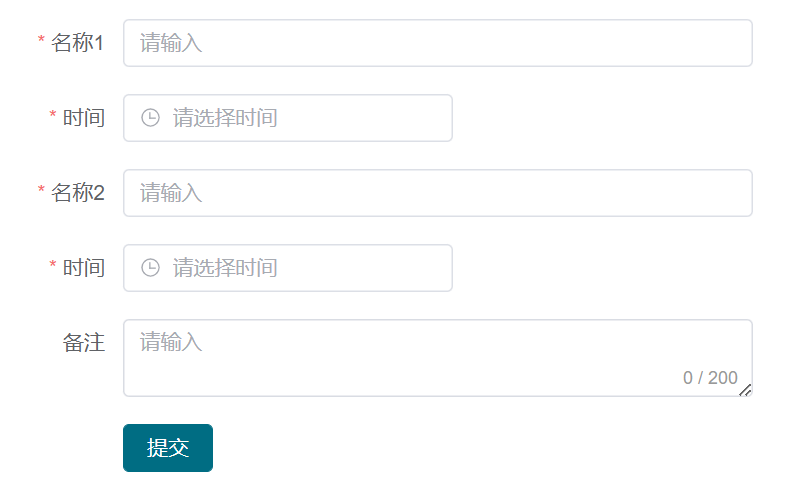 * 名称1 请输入
* 时间 请选择时间
* 名称2 请输入
* 时间 请选择时间
备注 请输入
0 / 200
提交